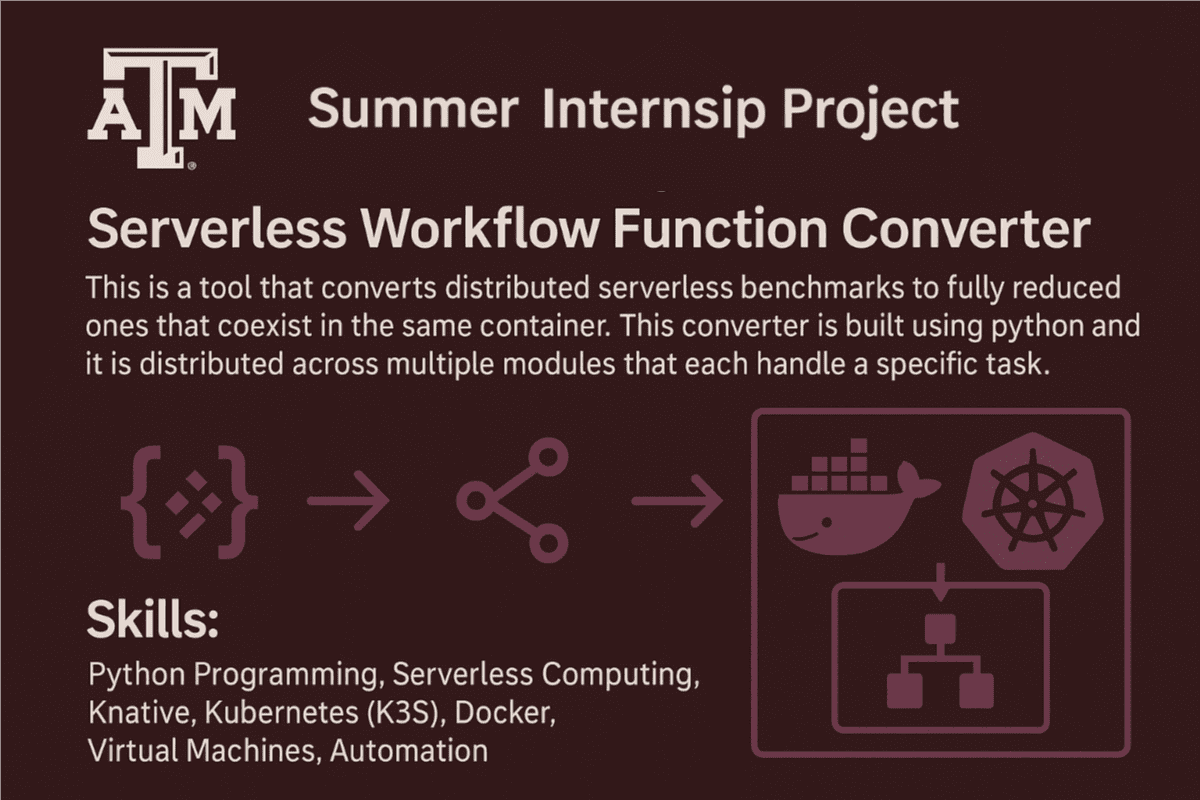 ATM®
Summer Internsip Project
Serverless Workflow Function Converter
This is a tool that converts distributed serverless benchmarks to fully reduced
ones that coexist in the same container. This converter is built using python and
it is distributed across multiple modules that each handle a specific task.
Skills:
Python Programming, Serverless Computing,
Knative, Kubernetes (K3S), Docker,
Virtual Machines, Automation